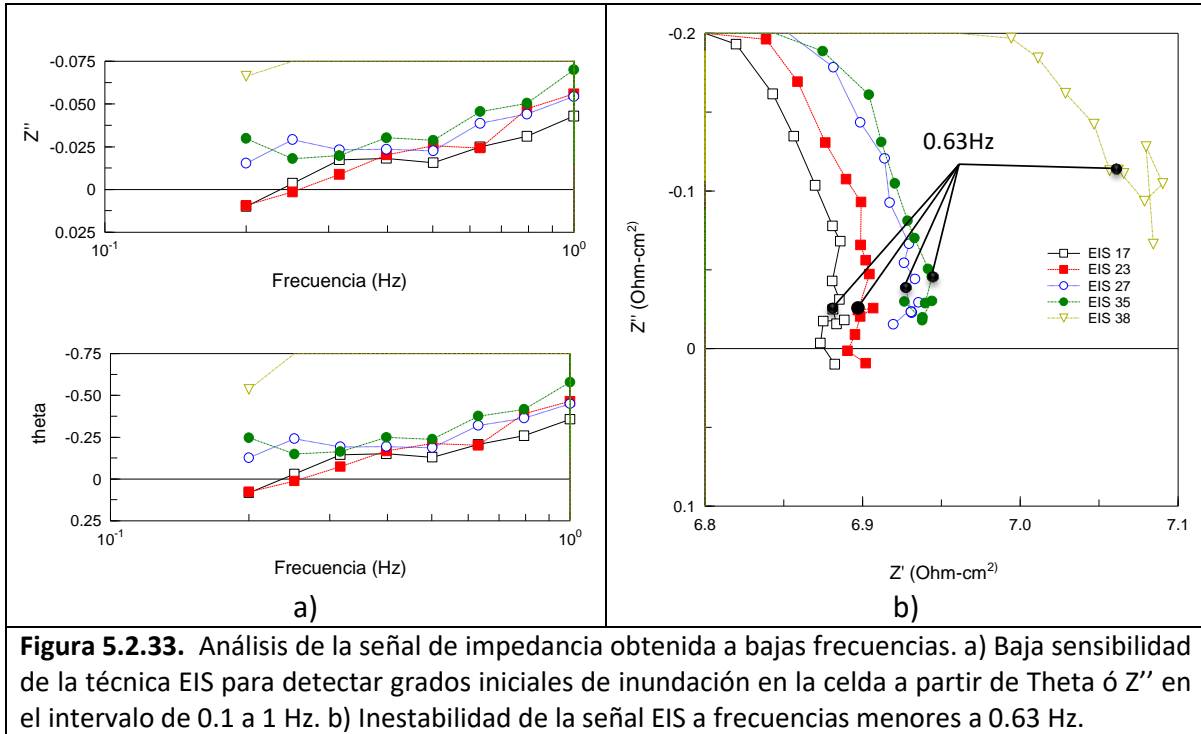 -0.075
-0.050
-0.025
0
0.025
Z''
10⁻¹
10⁰
Frecuencia (Hz)
-0.75
-0.50
-0.25
0
0.25
theta
10⁻¹
10⁰
Frecuencia (Hz)
a)
-0.2
-0.1
0
0.1
Z'' (Ohm-cm²⁾
0.63Hz
EIS 17
EIS 23
EIS 27
EIS 35
EIS 38
6.8
6.9
7.0
7.1
Z' (Ohm-cm²⁾
b)
Figura 5.2.33. Análisis de la señal de impedancia obtenida a bajas frecuencias. a) Baja sensibilidad
de la técnica EIS para detectar grados iniciales de inundación en la celda a partir de Theta ó Z'' en
el intervalo de 0.1 a 1 Hz. b) Inestabilidad de la señal EIS a frecuencias menores a 0.63 Hz.